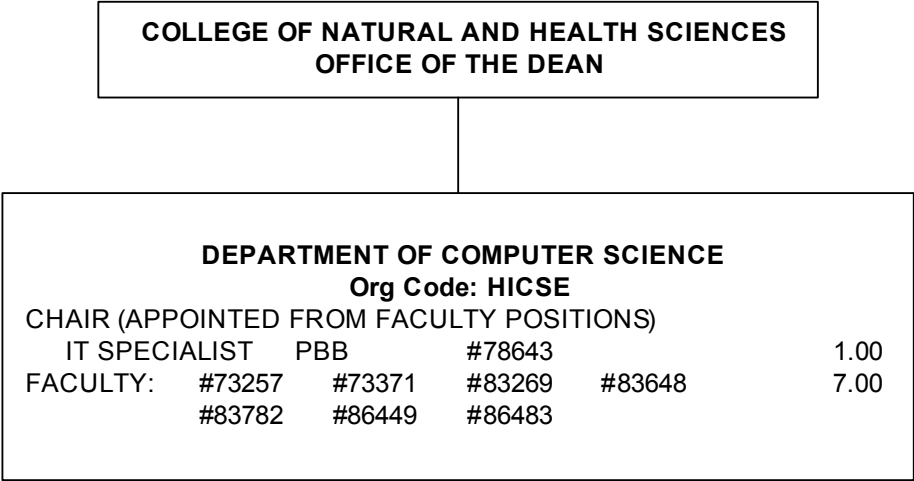 COLLEGE OF NATURAL AND HEALTH SCIENCES
OFFICE OF THE DEAN
DEPARTMENT OF COMPUTER SCIENCE
Org Code: HICSE
CHAIR (APPOINTED FROM FACULTY POSITIONS)
IT SPECIALIST PBB #78643 1.00
FACULTY: #73257 #73371 #83269 #83648 7.00
#83782 #86449 #86483